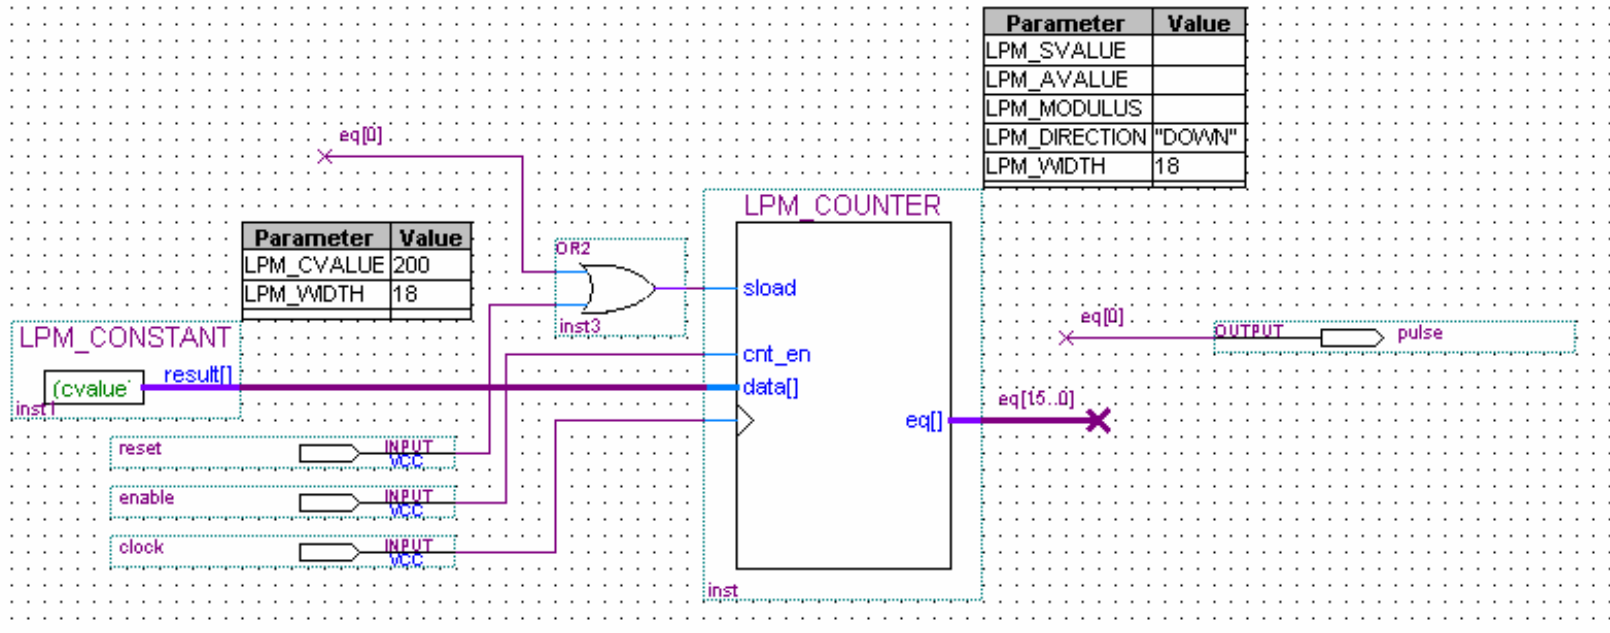 Parameter Value
LPM_SVALUE
LPM_AVALUE
LPM_MODULUS
LPM_DIRECTION "DOWN"
LPM_WIDTH 18
eq[0]
LPM_COUNTER
Parameter Value
LPM_CVALUE 200
LPM_WIDTH 18
OR2
inst3
sload
cnt_en
data[]
eq[]
inst
LPM_CONSTANT
(cvalue)
result[]
inst1
eq[0]
OUTPUT
pulse
eq[15..0]
reset
INPUT
VCC
enable
INPUT
VCC
clock
INPUT
VCC